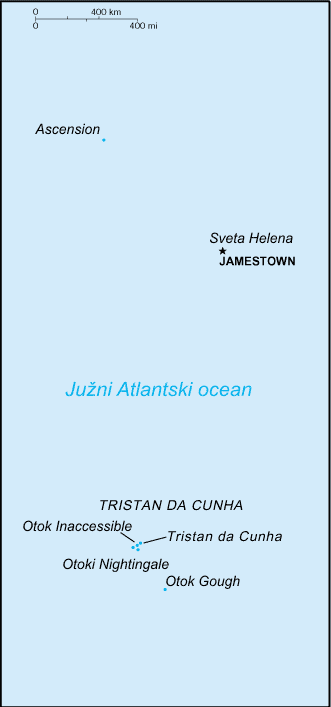 0 400 km
0 400 mi
Ascension
Sveta Helena
JAMESTOWN
Južni Atlantski ocean
TRISTAN DA CUNHA
Otok Inaccessible
Tristan da Cunha
Otoki Nightingale
Otok Gough